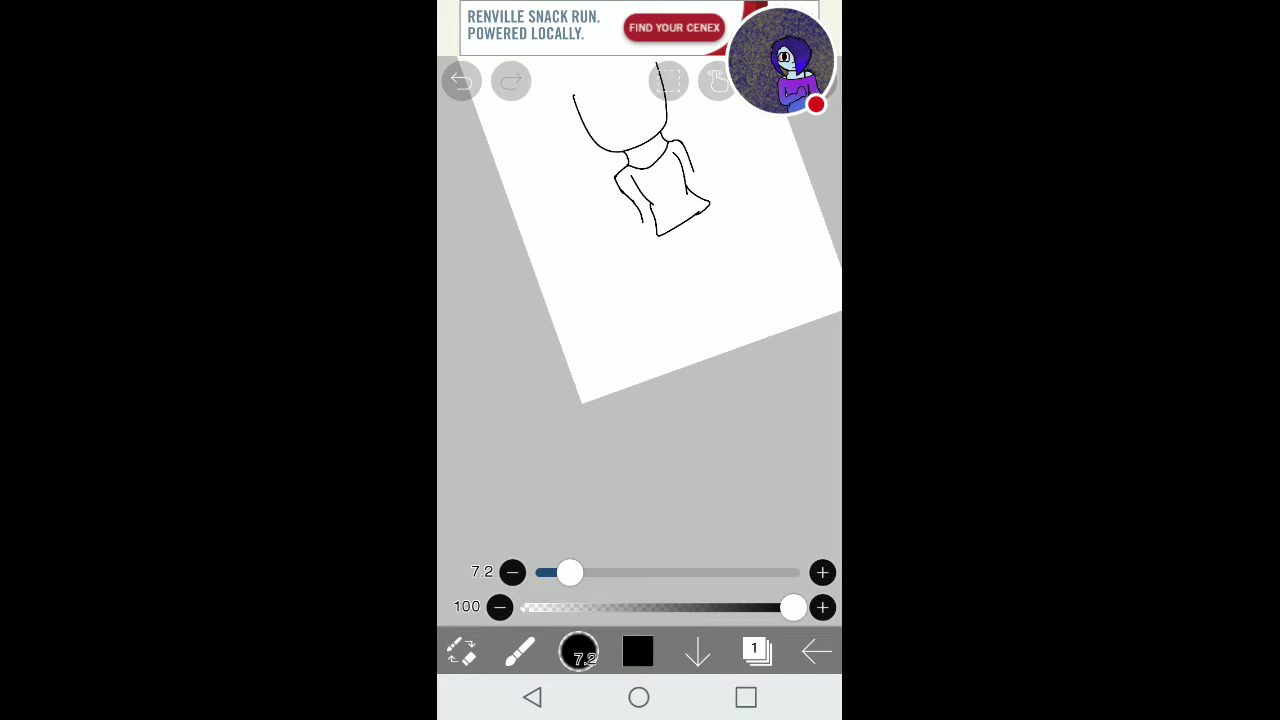 RENVILLE SNACK RUN.
POWERED LOCALLY.
FIND YOUR CENEX
7.2
100
7.2
1